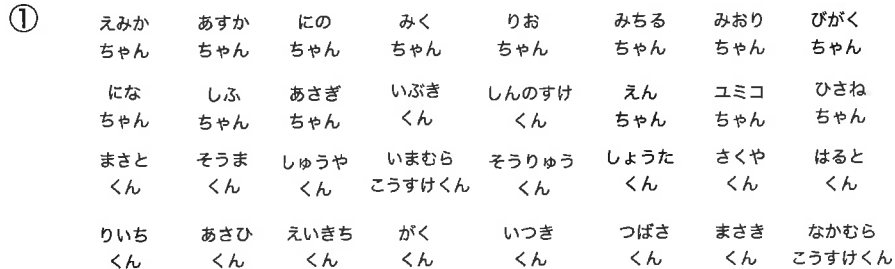 ① えみか あすか にの みく りお みちる みおり びがく
ちゃん ちゃん ちゃん ちゃん ちゃん ちゃん ちゃん ちゃん
にな しふ あさぎ いぶき しんのすけ えん ユミコ ひさね
ちゃん ちゃん ちゃん くん くん ちゃん ちゃん ちゃん
まさと そうま しゅうや いまむら そうりゅう しょうた さくや はると
くん くん くん こうすけくん くん くん くん くん
りいち あさひ えいきち がく いつき つばさ まさき なかむら
くん くん くん くん くん くん くん こうすけくん